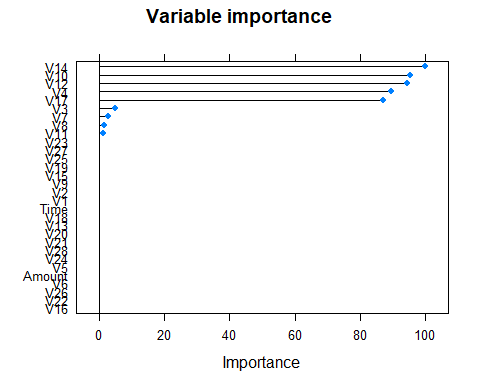 Variable importance
V14
V10
V12
V4
V17
V3
V7
V8
V11
V23
V27
V25
V19
V15
V9
V2
V1
Time
V18
V13
V20
V21
V28
V24
V5
Amount
V6
V26
V22
V16
0 20 40 60 80 100
Importance